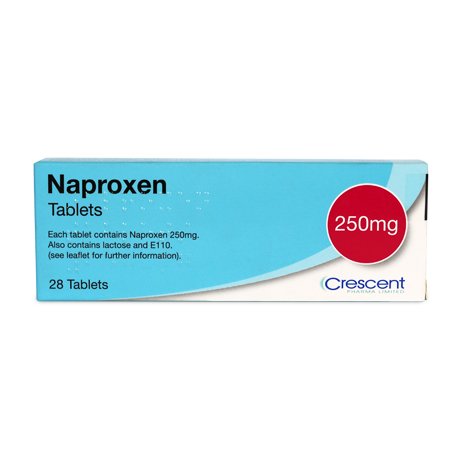 Naproxen
Tablets
Each tablet contains Naproxen 250mg.
Also contains lactose and E110.
(see leaflet for further information).
28 Tablets
250mg
Crescent
PHARMA LIMITED